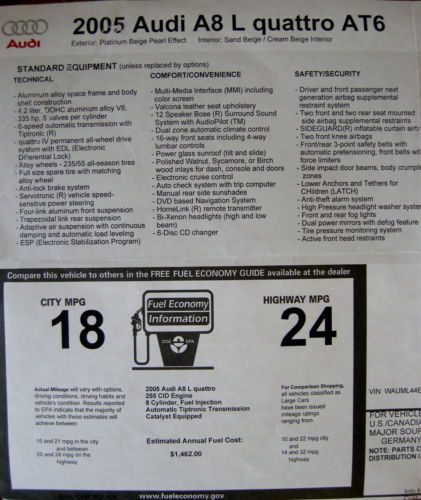 2005 Audi A8 L quattro AT6
Audi
Exterior: Platinum Beige Pearl Effect Interior: Sand Beige / Cream Beige Interior
STANDARD EQUIPMENT (unless replaced by options)
TECHNICAL
- Aluminum alloy space frame and body
shell construction
- 4.2 liter, DOHC aluminum alloy V8,
335 hp, 5 valves per cylinder
- 6-speed automatic transmission with
Tiptronic (R)
- quattro IV permanent all-wheel drive
system with EDL (Electronic
Differential Lock)
- Alloy wheels - 235/55 all-season tires
- Full size spare tire with matching
alloy wheel
- Anti-lock brake system
- Servotronic (R) vehicle speed-
sensitive power steering
- Four-link aluminum front suspension
- Trapezoidal link rear suspension
- Adaptive air suspension with continuous
damping and automatic load leveling
- ESP (Electronic Stabilization Program)
COMFORT/CONVENIENCE
- Multi-Media Interface (MMI) including
color screen
- Valcona leather seat upholstery
- 12 Speaker Bose (R) Surround Sound
System with AudioPilot (TM)
- Dual zone automatic climate control
- 16-way front seats including 4-way
lumbar controls
- Power glass sunroof (tilt and slide)
- Polished Walnut, Sycamore, or Birch
wood inlays for dash, console and doors
- Electronic cruise control
- Auto check system with trip computer
- Manual rear side sunshades
- DVD based Navigation System
- HomeLink (R) remote transmitter
- Bi-Xenon headlights (high and low
beam)
- 6-Disc CD changer
SAFETY/SECURITY
- Driver and front passenger next
generation airbag supplemental
restraint system
- Two front and two rear seat mounted
side airbag supplemental restraints
- SIDEGUARD(R) inflatable curtain airb
- Two front knee airbags
- Front/rear 3-point safety belts with
automatic pretensioning, front belts wit
force limiters
- Side impact door beams, body crumple
zones
- Lower Anchors and Tethers for
Children (LATCH)
- Anti-theft alarm system
- High Pressure headlight washer system
- Front and rear fog lights
- Dual power mirrors with defog feature
- Tire pressure monitoring system
- Active front head restraints
Compare this vehicle to others in the FREE FUEL ECONOMY GUIDE available at the dealer
CITY MPG
18
Fuel Economy
Information
DOE EPA
HIGHWAY MPG
24
Actual Mileage will vary with options,
driving conditions, driving habits and
vehicle's condition. Results reported
to EPA indicate that the majority of
vehicles with these estimates will
achieve between
15 and 21 mpg in the city
and between
20 and 28 mpg on the
highway
2005 Audi A8 L quattro
255 CID Engine
8 Cylinder, Fuel Injection
Automatic Tiptronic Transmission
Catalyst Equipped
Estimated Annual Fuel Cost:
$1,462.00
For Comparison Shopping,
all vehicles classified as
Large Cars
have been issued
mileage ratings
ranging from
10 and 22 mpg city
and
14 and 32 mpg
highway
www.fueleconomy.gov
VIN: WAUML44E
FOR VEHICL
U.S./CANADIA
MAJOR SOUR
GERMANY
NOTE: PARTS C